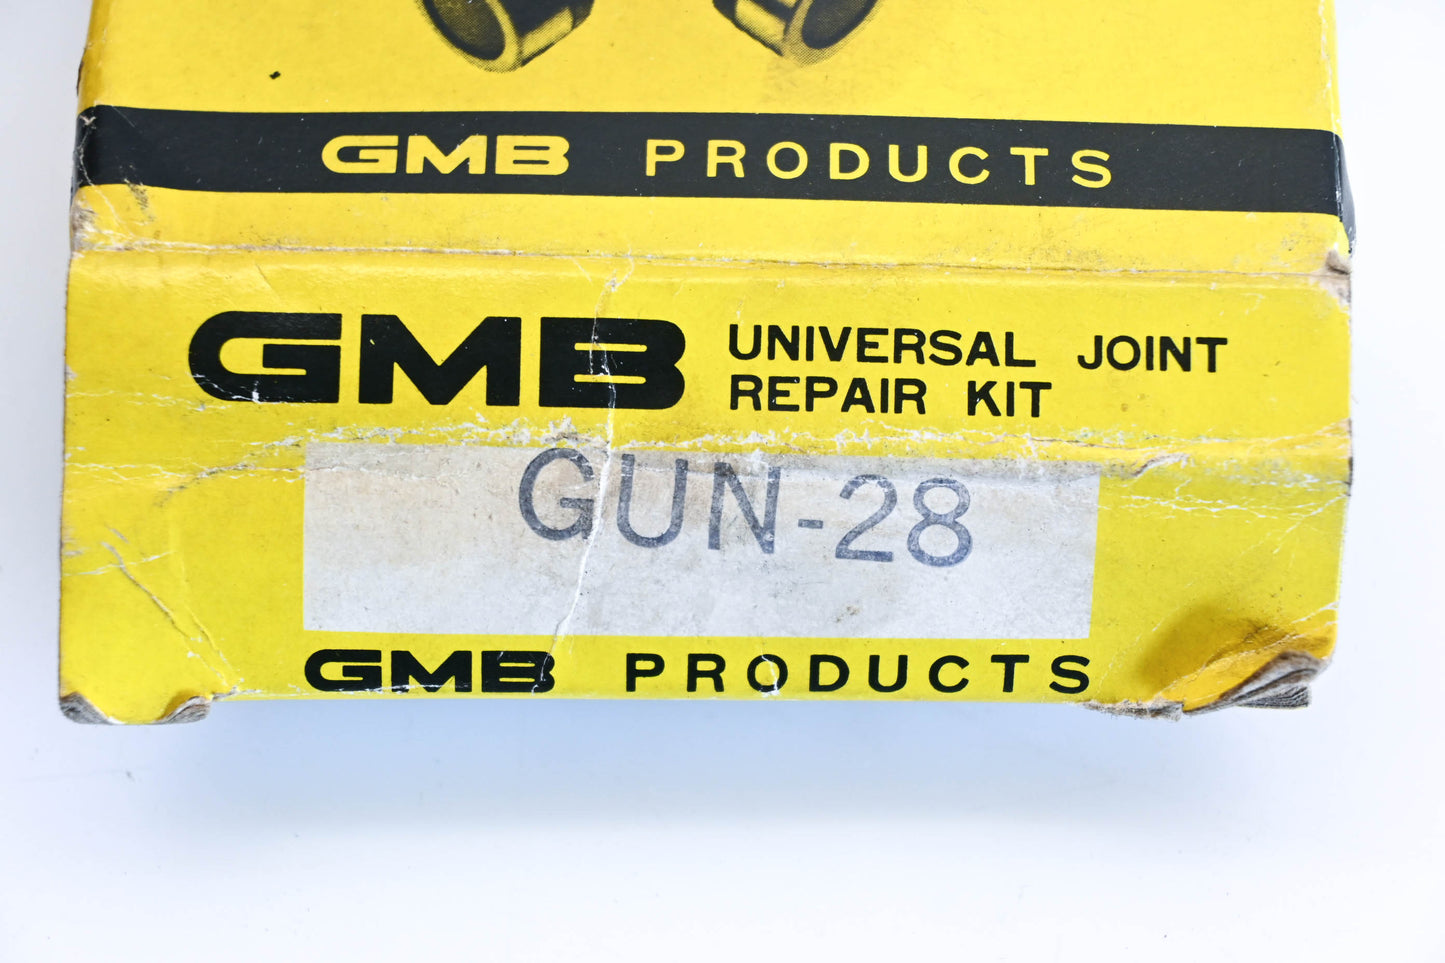 GMB PRODUCTS
GMB UNIVERSAL JOINT
REPAIR KIT
GUN-28
GMB PRODUCTS